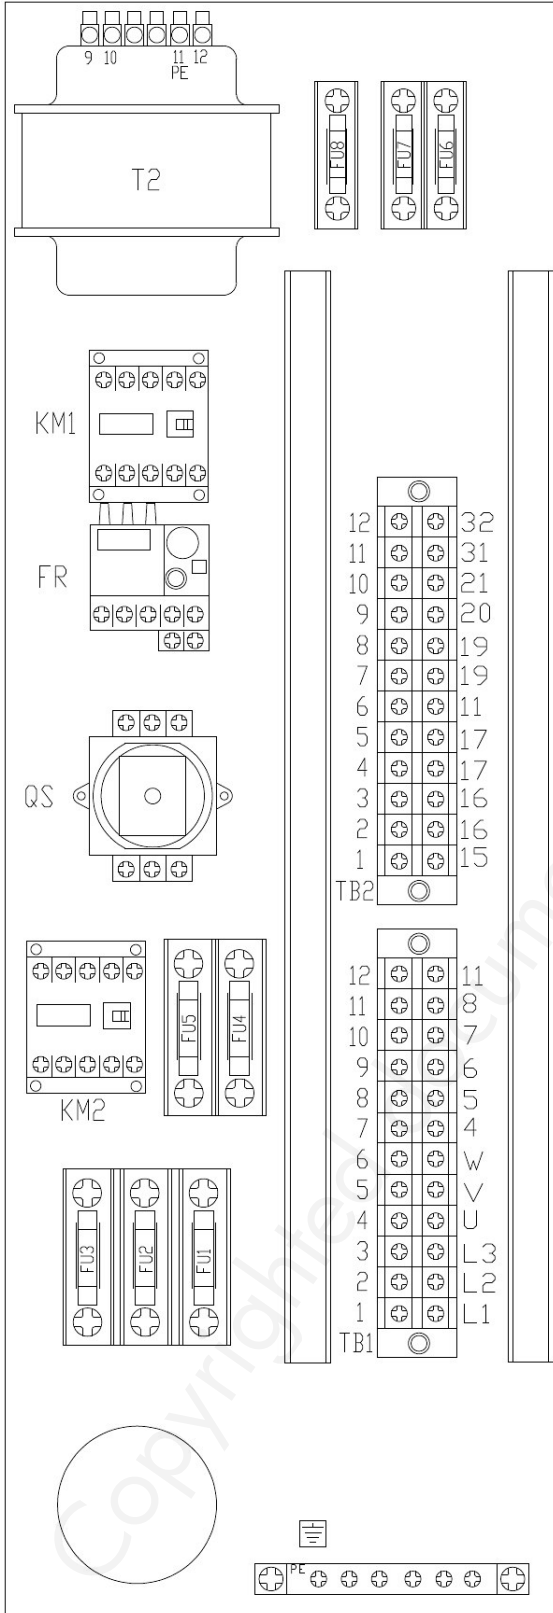 9 10 11 12
PE
T2
FU8 FU7 FU6
KM1
FR
12 32
11 31
10 21
9 20
8 19
7 19
6 11
5 17
4 17
3 16
2 16
1 15
TB2
QS
FU5 FU4
KM2
12 11
11 8
10 7
9 6
8 5
7 4
6 W
5 V
4 U
3 L3
2 L2
1 L1
TB1
FU3 FU2 FU1
PE
Copyrighted docume